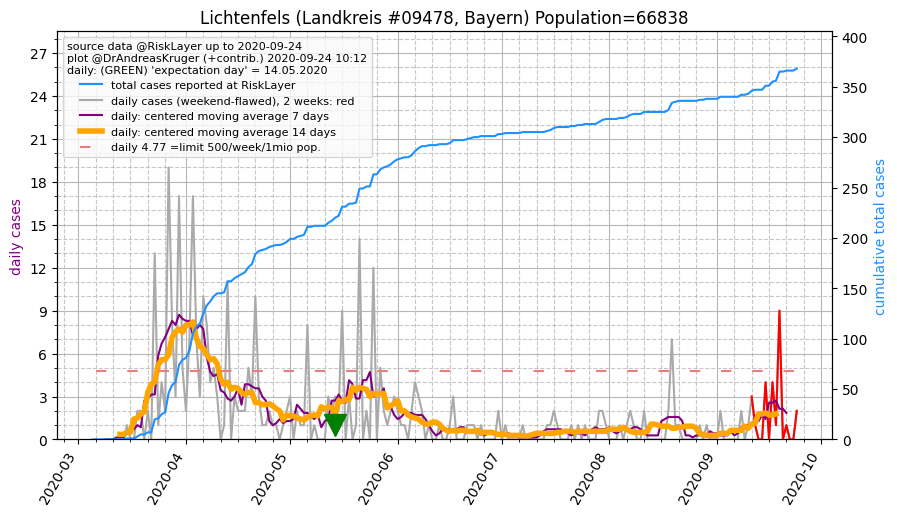 Lichtenfels (Landkreis #09478, Bayern) Population=66838
source data @RiskLayer up to 2020-09-24
plot @DrAndreasKruger (+contrib.) 2020-09-24 10:12
daily: (GREEN) 'expectation day' = 14.05.2020
total cases reported at RiskLayer
daily cases (weekend-flawed), 2 weeks: red
daily: centered moving average 7 days
daily: centered moving average 14 days
daily 4.77 =limit 500/week/1mio pop.
daily cases
27
24
21
18
15
12
9
6
3
0
400
350
300
250
200
150
100
50
0
cumulative total cases
2020-03
2020-04
2020-05
2020-06
2020-07
2020-08
2020-09
2020-10